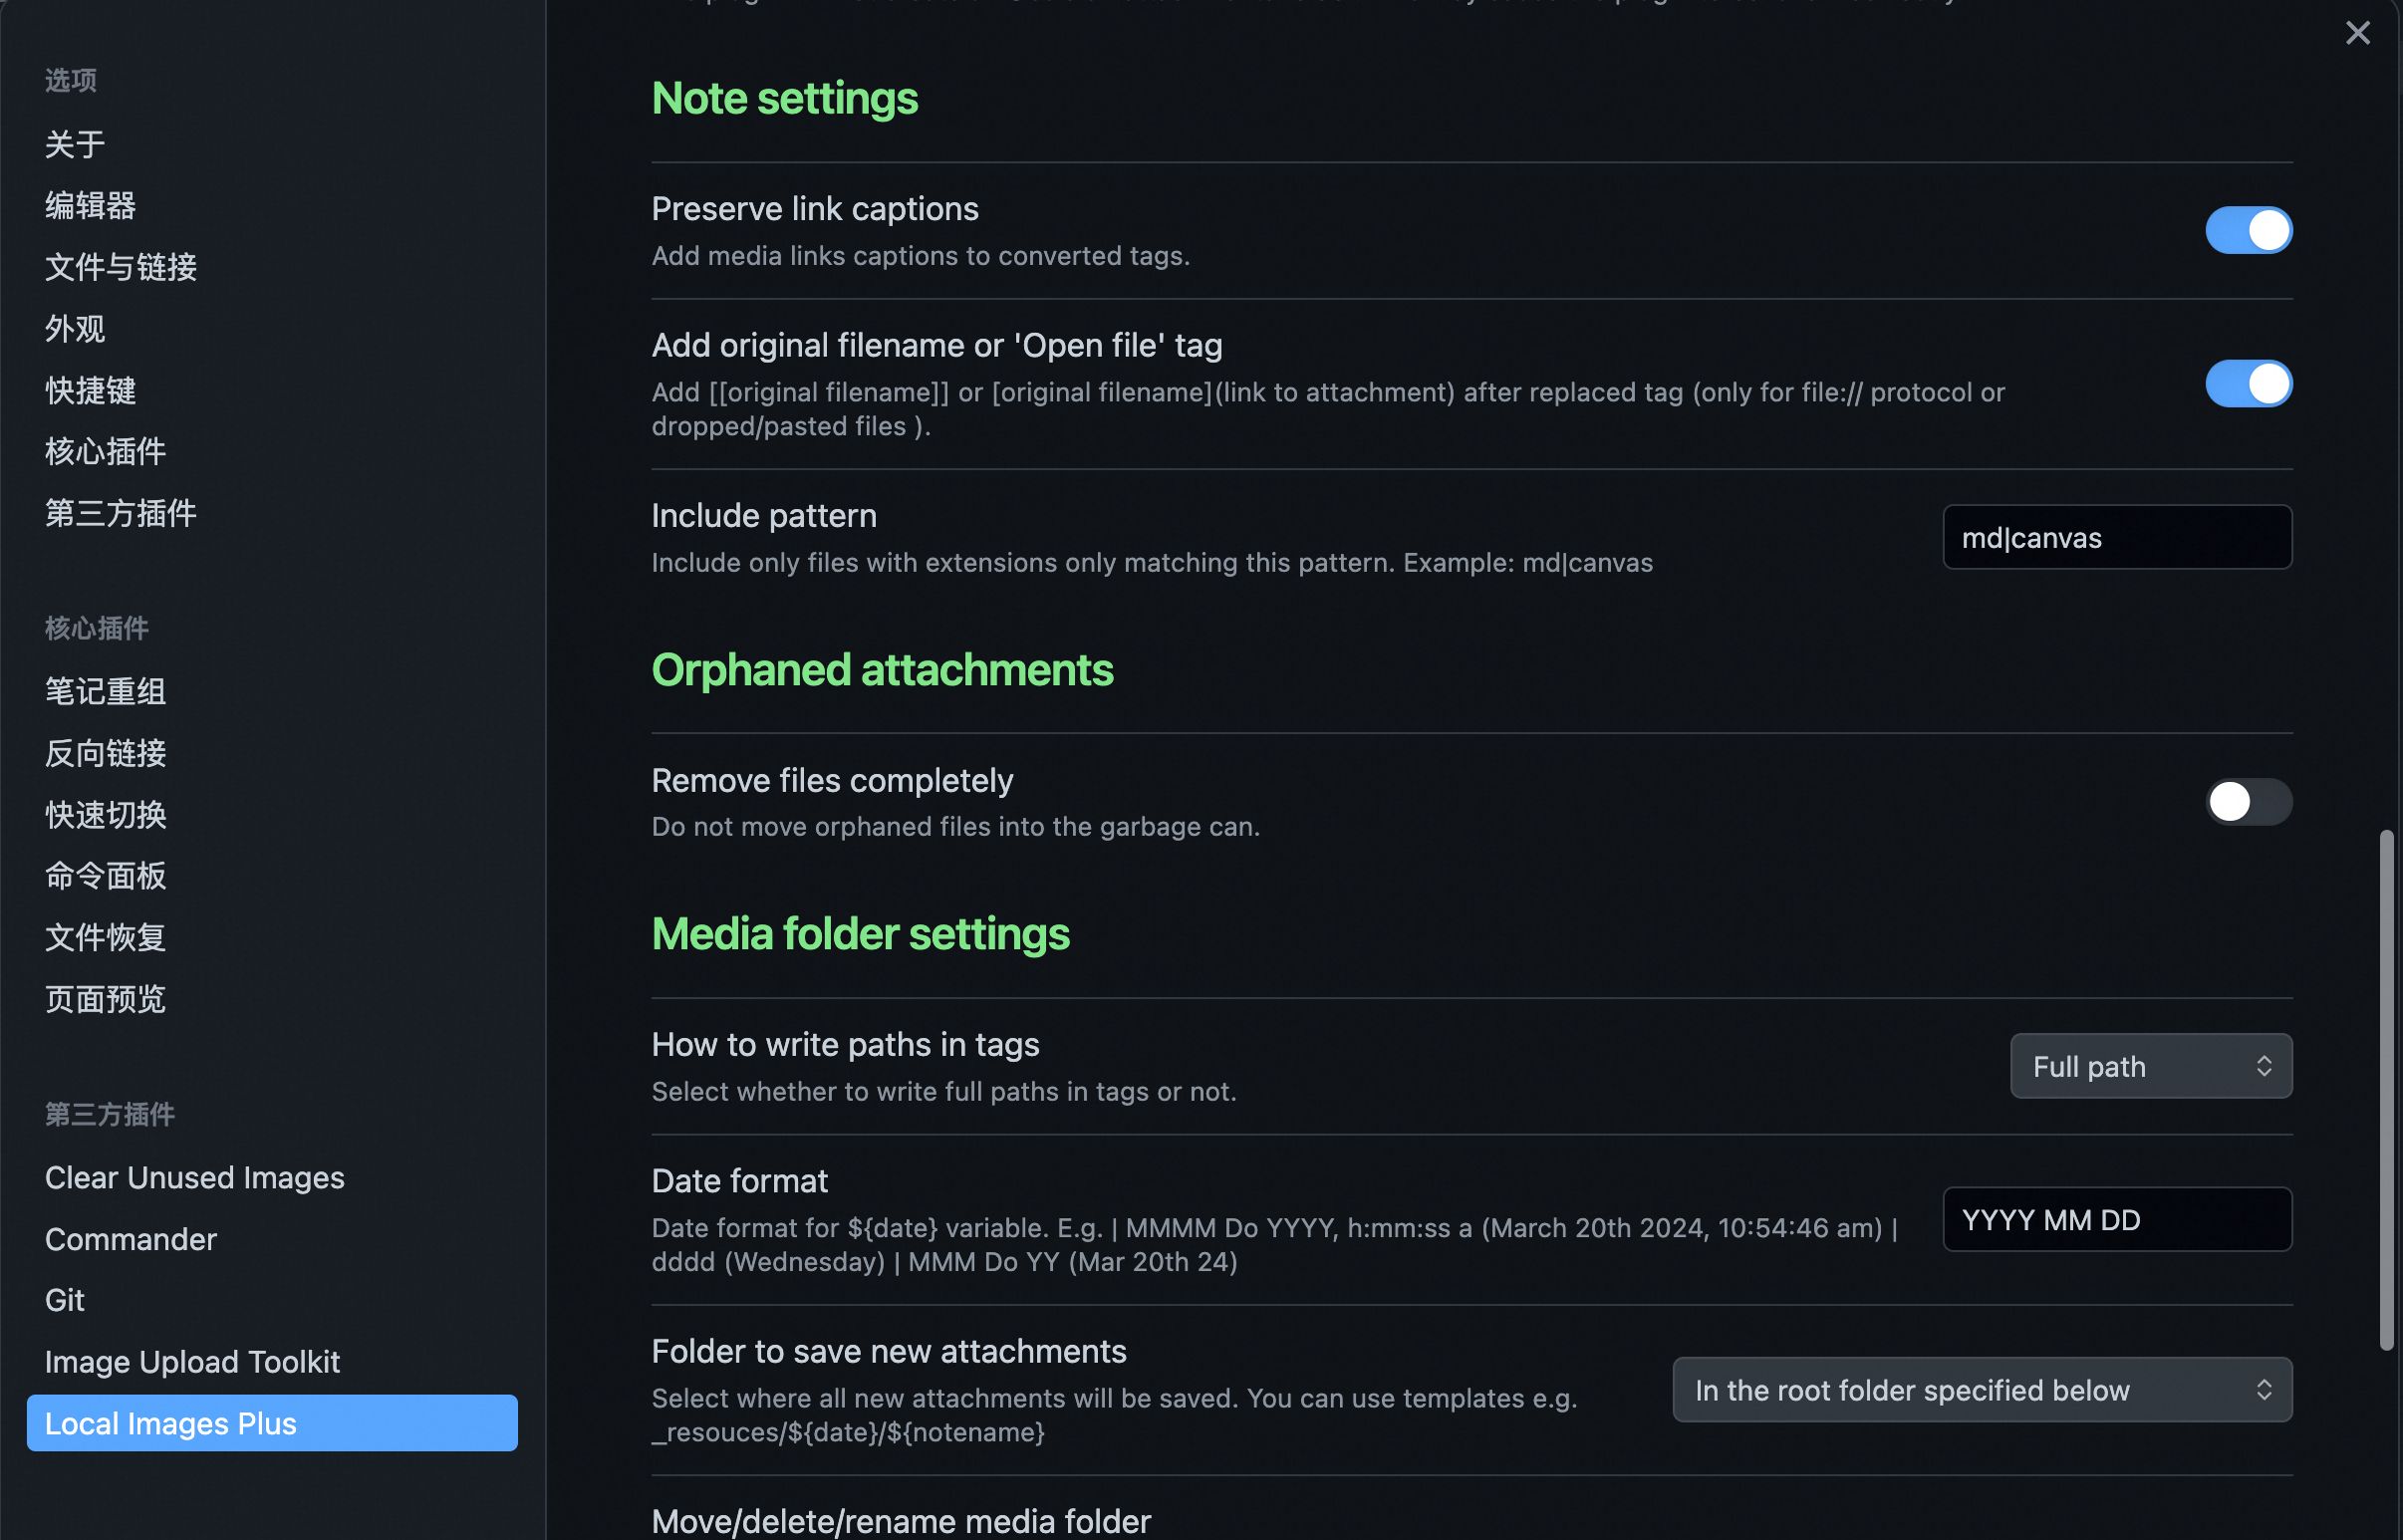 选项
关于
编辑器
文件与链接
外观
快捷键
核心插件
第三方插件
核心插件
笔记重组
反向链接
快速切换
命令面板
文件恢复
页面预览
第三方插件
Clear Unused Images
Commander
Git
Image Upload Toolkit
Local Images Plus
Note settings
Preserve link captions
Add media links captions to converted tags.
Add original filename or 'Open file' tag
Add [[original filename]] or [original filename](link to attachment) after replaced tag (only for file:// protocol or
dropped/pasted files ).
Include pattern
Include only files with extensions only matching this pattern. Example: md|canvas
md|canvas
Orphaned attachments
Remove files completely
Do not move orphaned files into the garbage can.
Media folder settings
How to write paths in tags
Select whether to write full paths in tags or not.
Full path
Date format
Date format for ${date} variable. E.g. | MMMM Do YYYY, h:mm:ss a (March 20th 2024, 10:54:46 am) |
dddd (Wednesday) | MMM Do YY (Mar 20th 24)
YYYY MM DD
Folder to save new attachments
Select where all new attachments will be saved. You can use templates e.g.
_resouces/${date}/${notename}
In the root folder specified below
Move/delete/rename media folder